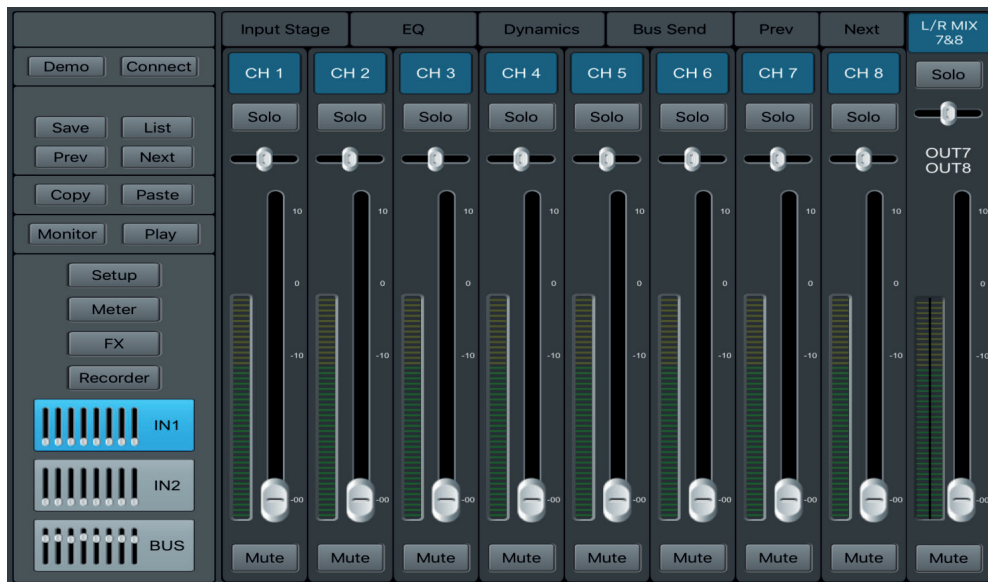 Input Stage EQ Dynamics Bus Send Prev Next L/R MIX
7&8
Demo Connect
CH 1 CH 2 CH 3 CH 4 CH 5 CH 6 CH 7 CH 8 Solo
Solo Solo Solo Solo Solo Solo Solo Solo
Save List
Prev Next
OUT7
OUT8
Copy Paste
10 10 10 10 10 10 10 10 10
Monitor Play
Setup
0 0 0 0 0 0 0 0 0
Meter
FX
-10 -10 -10 -10 -10 -10 -10 -10 -10
Recorder
IN1
IN2
-00 -00 -00 -00 -00 -00 -00 -00 -00
BUS
Mute Mute Mute Mute Mute Mute Mute Mute Mute